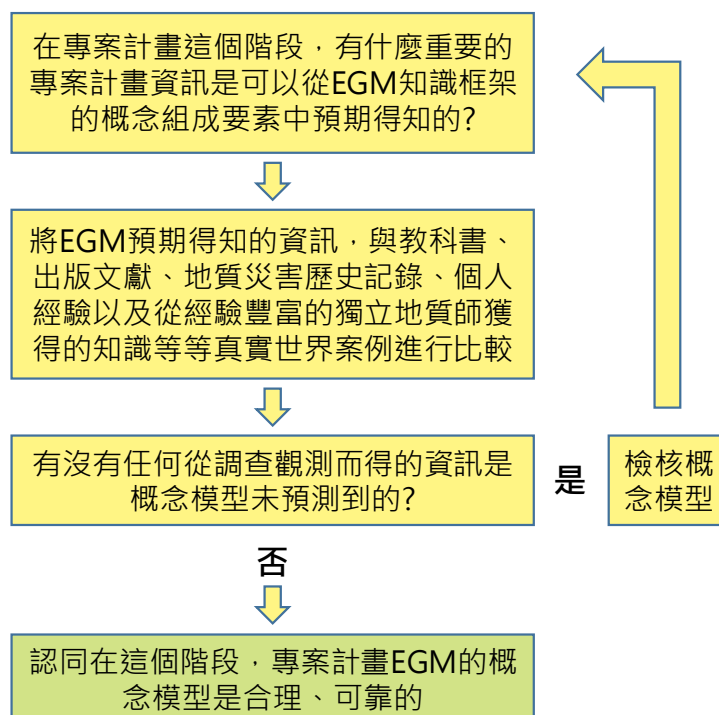 在專案計畫這個階段，有什麼重要的
專案計畫資訊是可以從EGM知識框架
的概念組成要素中預期得知的?
將EGM預期得知的資訊，與教科書、
出版文獻、地質災害歷史記錄、個人
經驗以及從經驗豐富的獨立地質師獲
得的知識等等真實世界案例進行比較
有沒有任何從調查觀測而得的資訊是
概念模型未預測到的?
是
檢核概
念模型
否
認同在這個階段，專案計畫EGM的概
念模型是合理、可靠的